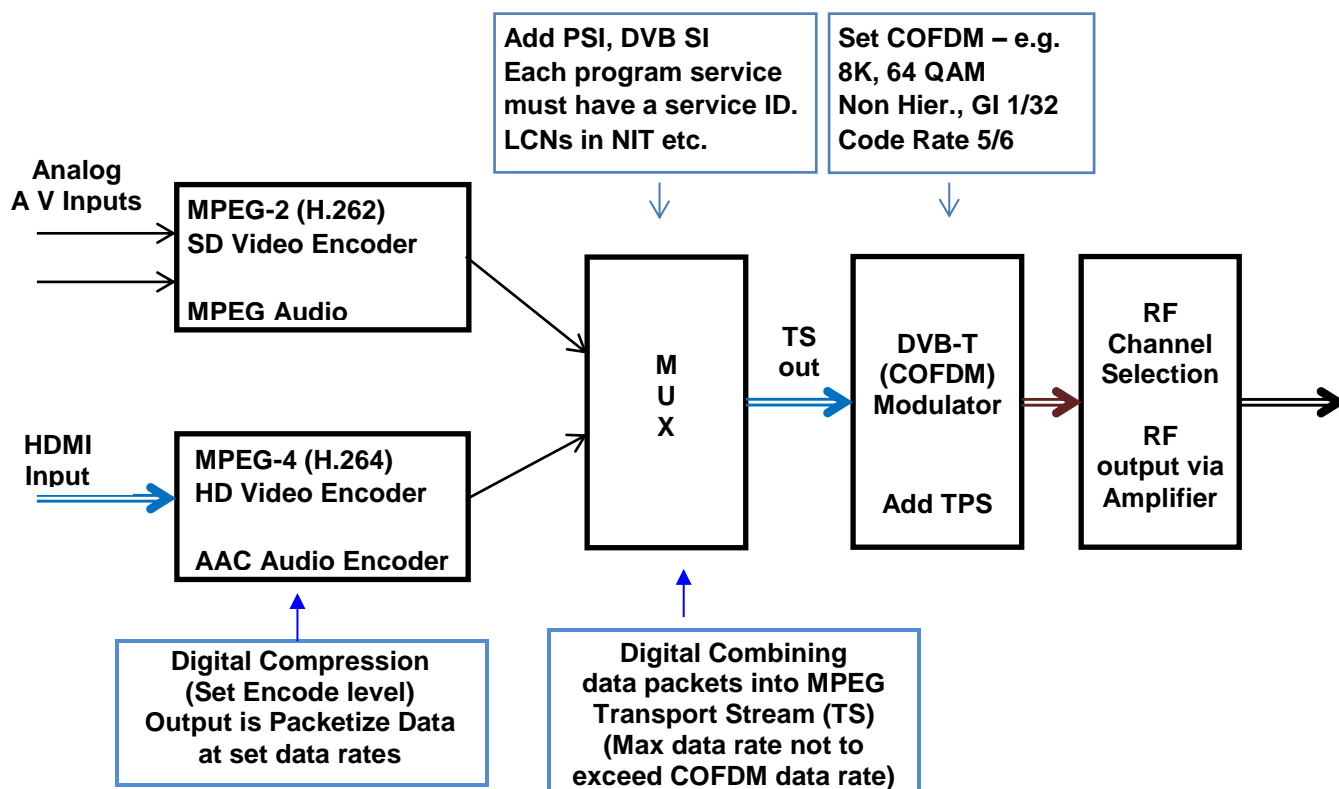 Add PSI, DVB SI
Each program service
must have a service ID.
LCNs in NIT etc.
Set COFDM – e.g.
8K, 64 QAM
Non Hier., GI 1/32
Code Rate 5/6
Analog
A V Inputs
MPEG-2 (H.262)
SD Video Encoder
MPEG Audio
HDMI
Input
MPEG-4 (H.264)
HD Video Encoder
AAC Audio Encoder
M
U
X
TS
out
DVB-T
(COFDM)
Modulator
Add TPS
RF
Channel
Selection
RF
output via
Amplifier
Digital Compression
(Set Encode level)
Output is Packetize Data
at set data rates
Digital Combining
data packets into MPEG
Transport Stream (TS)
(Max data rate not to
exceed COFDM data rate)